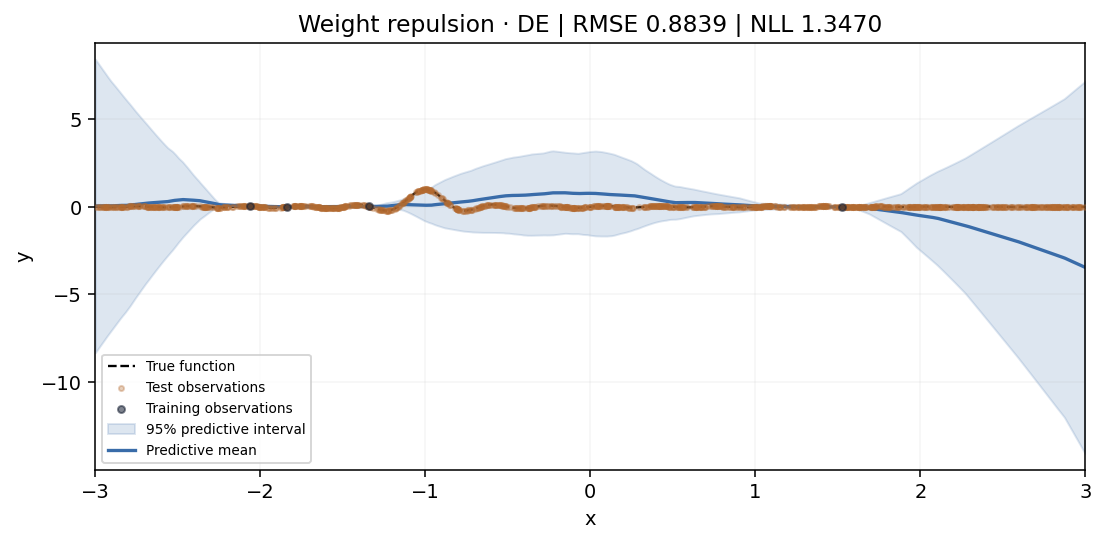 Weight repulsion · DE | RMSE 0.8839 | NLL 1.3470
5
0
−5
−10
y
True function
Test observations
Training observations
95% predictive interval
Predictive mean
−3 −2 −1 0 1 2 3
x